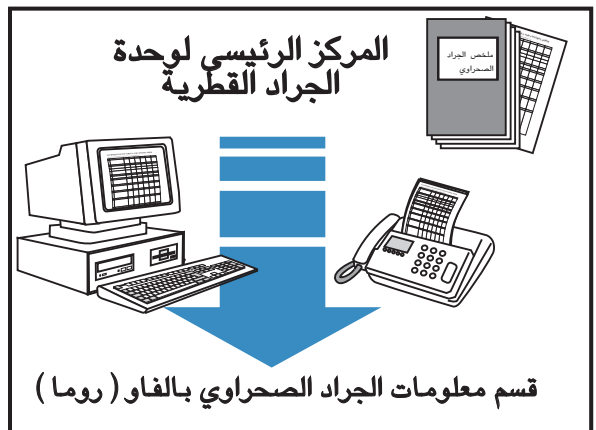 المركز الرئيسي لوحدة
الجراد القطرية
ملخص الجراد
الصحراوي
قسم معلومات الجراد الصحراوي بالفاو ( روما )